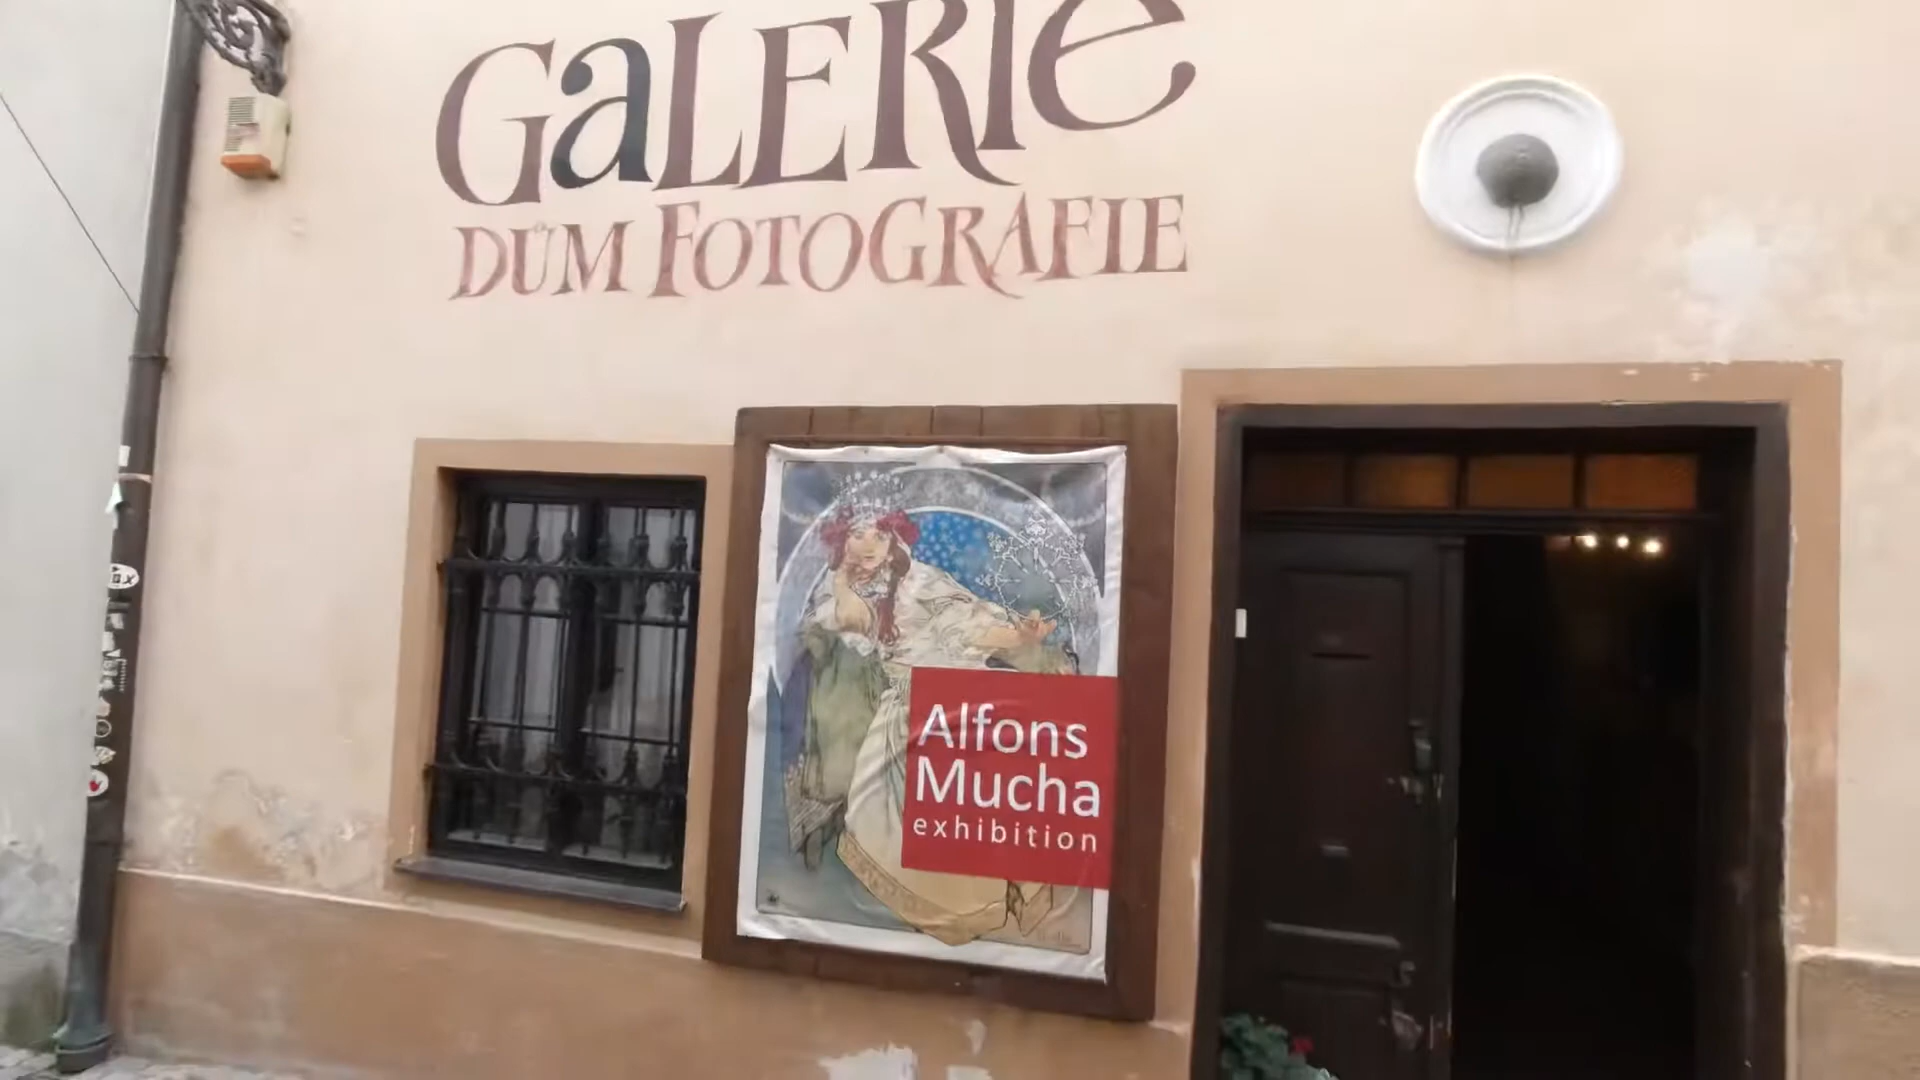 GaLERIe
DŮM FOTOGRAFIE
Alfons
Mucha
exhibition